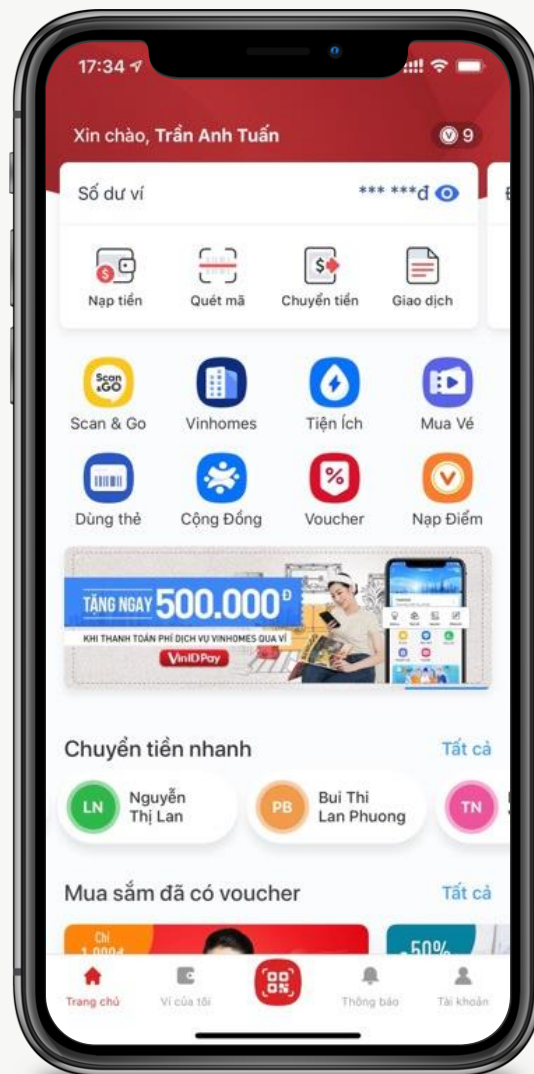 17:34
Xin chào, Trần Anh Tuấn
9
Số dư ví
*** ***đ
Nạp tiền
Quét mã
Chuyển tiền
Giao dịch
Scan & GO
Scan & Go
Vinhomes
Tiện Ích
Mua Vé
Dùng thẻ
Cộng Đồng
Voucher
Nạp Điểm
TẶNG NGAY 500.000Đ
KHI THANH TOÁN PHÍ DỊCH VỤ VINHOMES QUA VÍ
VinID Pay
Chuyển tiền nhanh
Tất cả
LN
Nguyễn
Thị Lan
PB
Bui Thi
Lan Phuong
TN
Mua sắm đã có voucher
Tất cả
Chỉ
50%
Trang chủ
Ví của tôi
Thông báo
Tài khoản